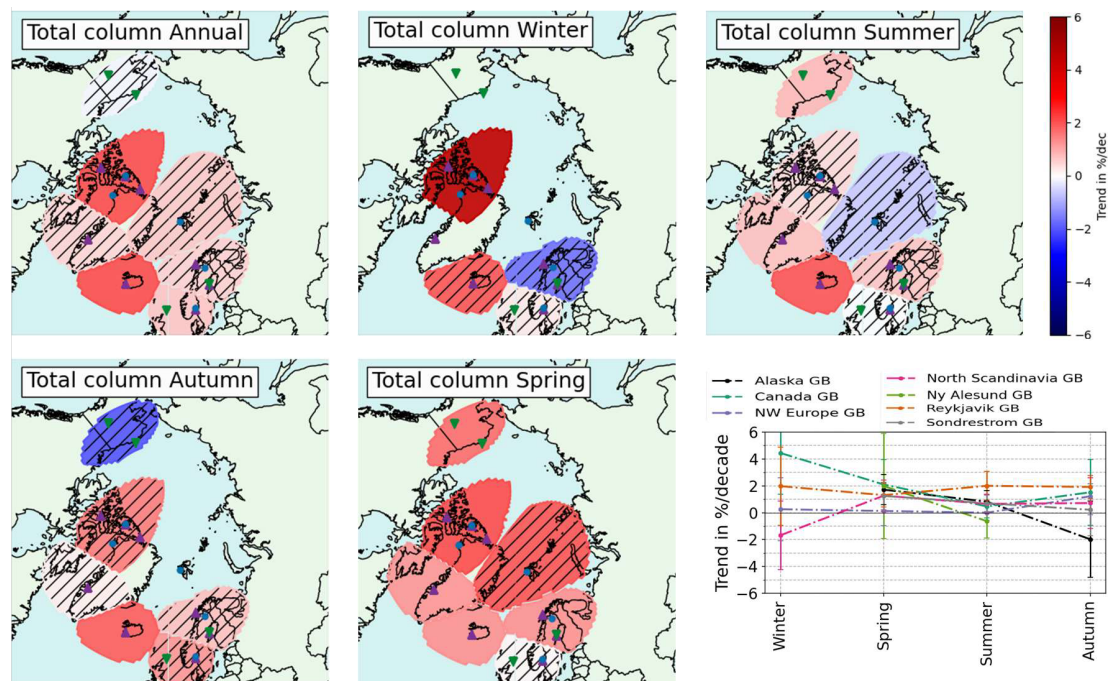 Total column Annual
Total column Winter
Total column Summer
6
4
2
0
−2
−4
−6
Trend in %/dec
Total column Autumn
Total column Spring
Alaska GB
Canada GB
NW Europe GB
North Scandinavia GB
Ny Alesund GB
Reykjavik GB
Sondrestrom GB
Trend in %/decade
6
4
2
0
−2
−4
−6
Winter
Spring
Summer
Autumn